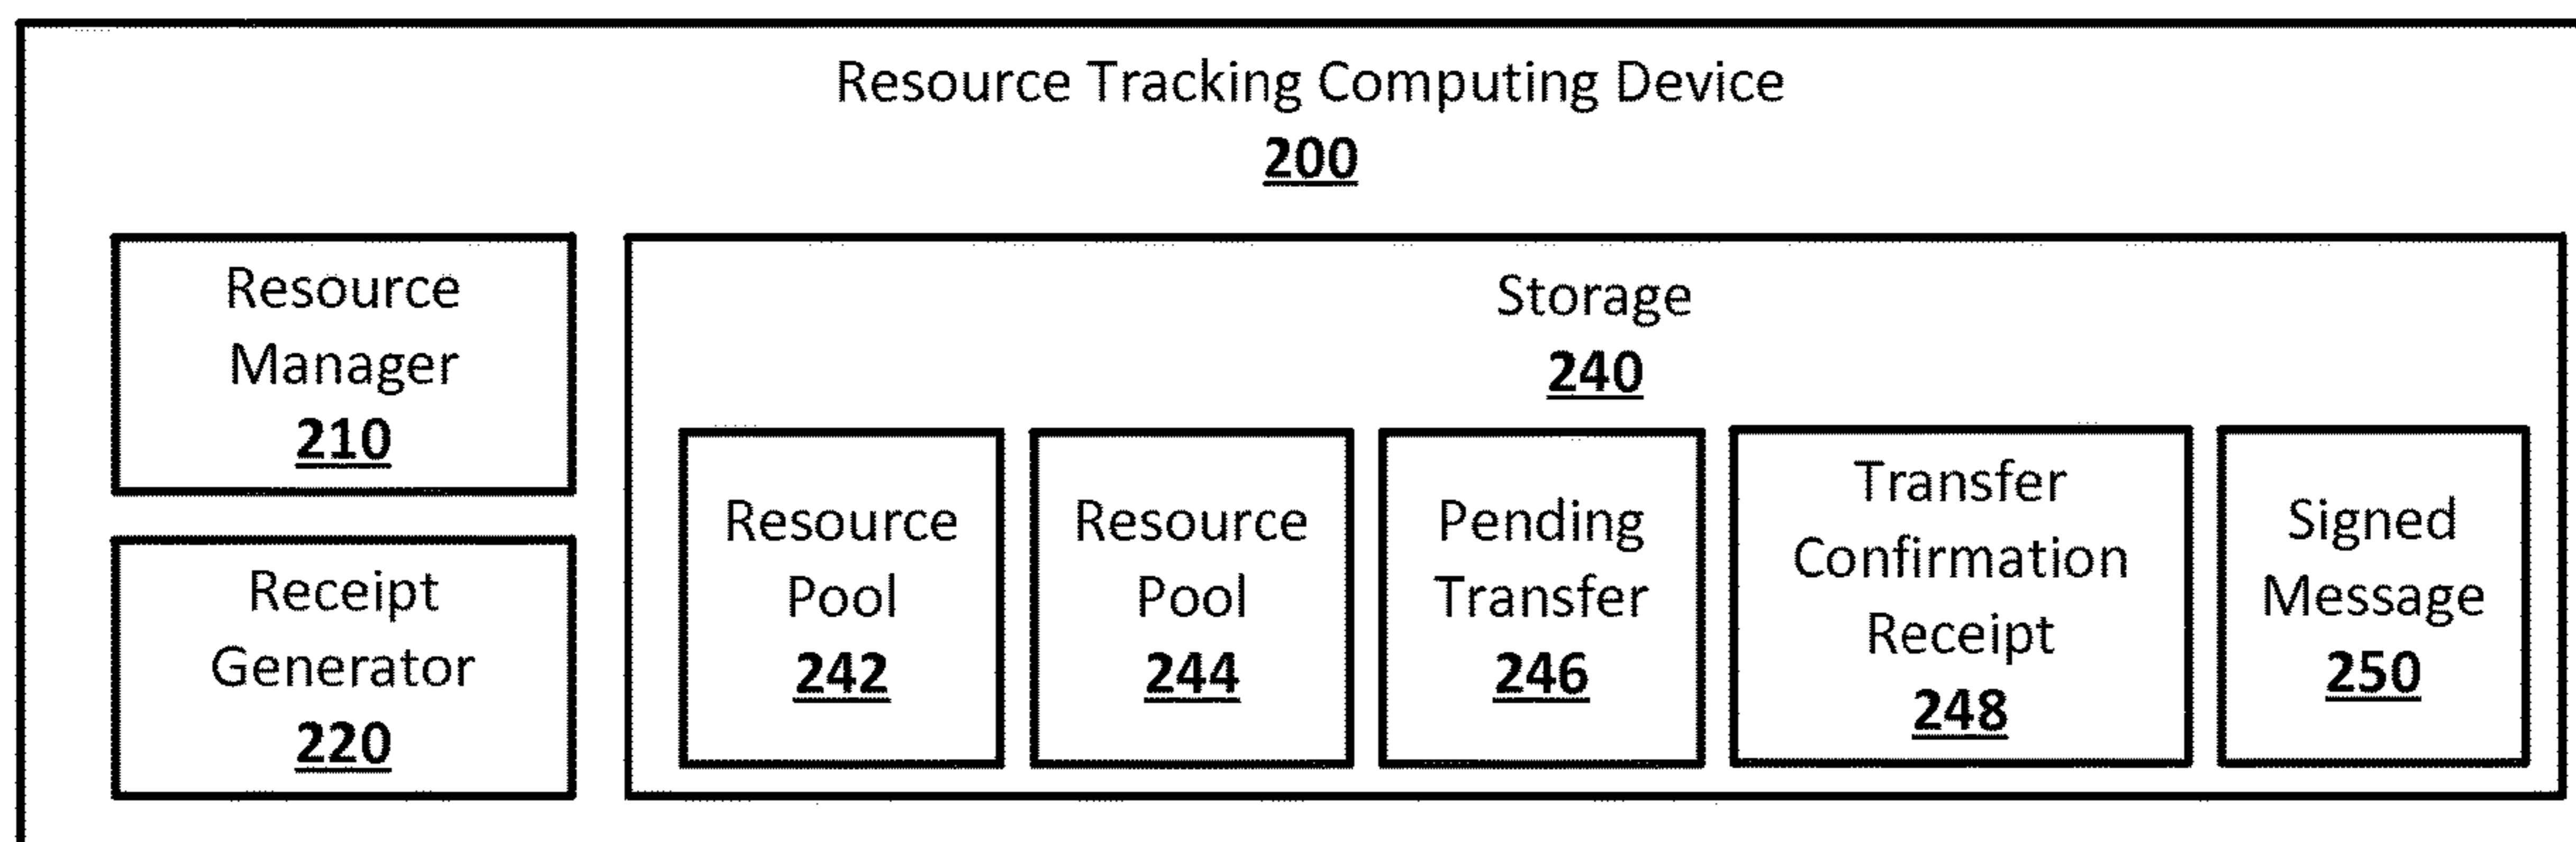 Resource Tracking Computing Device
200
Resource
Manager
210
Receipt
Generator
220
Storage
240
Resource
Pool
242
Resource
Pool
244
Pending
Transfer
246
Transfer
Confirmation
Receipt
248
Signed
Message
250